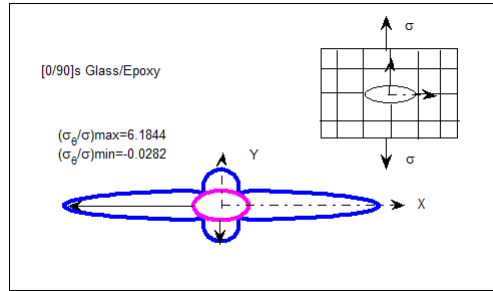 σ
[0/90]s Glass/Epoxy
(σθ/σ)max=6.1844
(σθ/σ)min=-0.0282
Y
σ
X